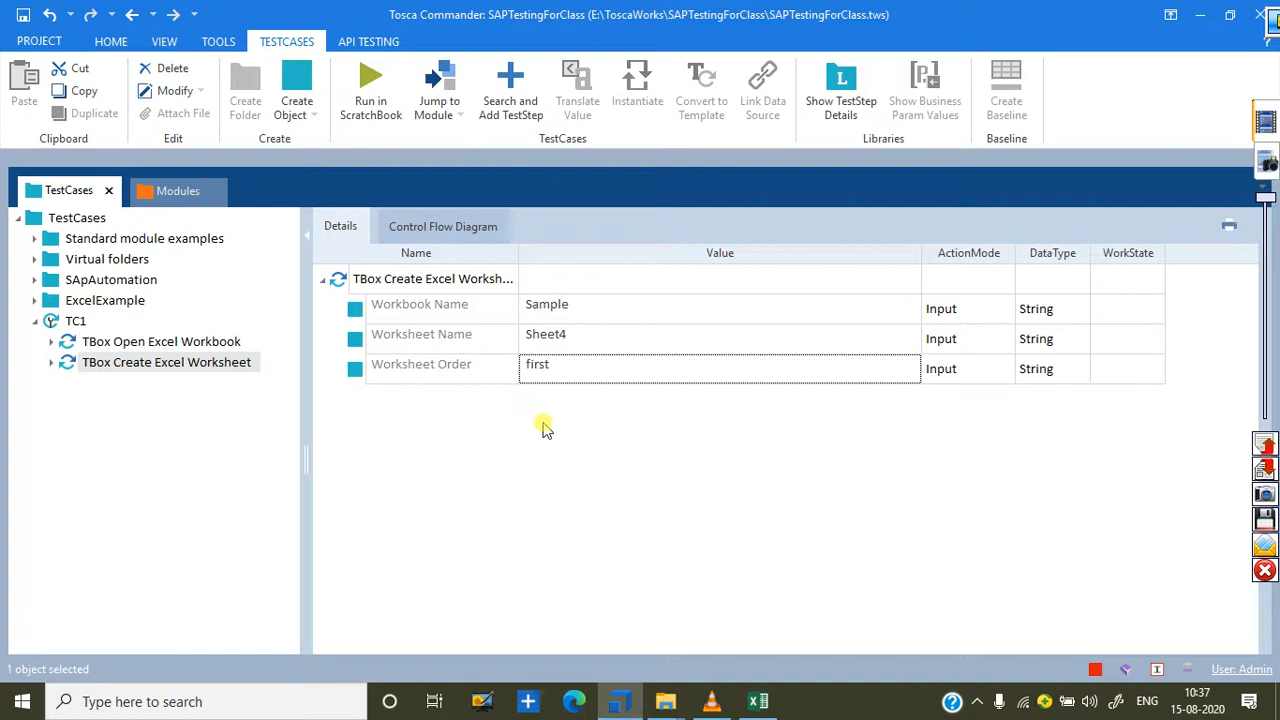 Tosca Commander: SAPTestingForClass (E:\ToscaWorks\SAPTestingForClass\SAPTestingForClass.tws)
PROJECT HOME VIEW TOOLS TESTCASES API TESTING
Paste
Cut
Copy
Duplicate
Clipboard
Delete
Modify
Attach File
Edit
Create Folder
Create Object
Create
Run in ScratchBook
Jump to Module
Search and Add TestStep
Translate Value
Instantiate
Convert to Template
Link Data Source
TestCases
Show TestStep Details
Show Business Param Values
Libraries
Create Baseline
Baseline
TestCases
Modules
TestCases
Standard module examples
Virtual folders
SApAutomation
ExcelExample
TC1
TBox Open Excel Workbook
TBox Create Excel Worksheet
Details Control Flow Diagram
Name Value ActionMode DataType WorkState
TBox Create Excel Worksh...
Workbook Name Sample Input String
Worksheet Name Sheet4 Input String
Worksheet Order first Input String
1 object selected
User: Admin
Type here to search
ENG
10:37
15-08-2020